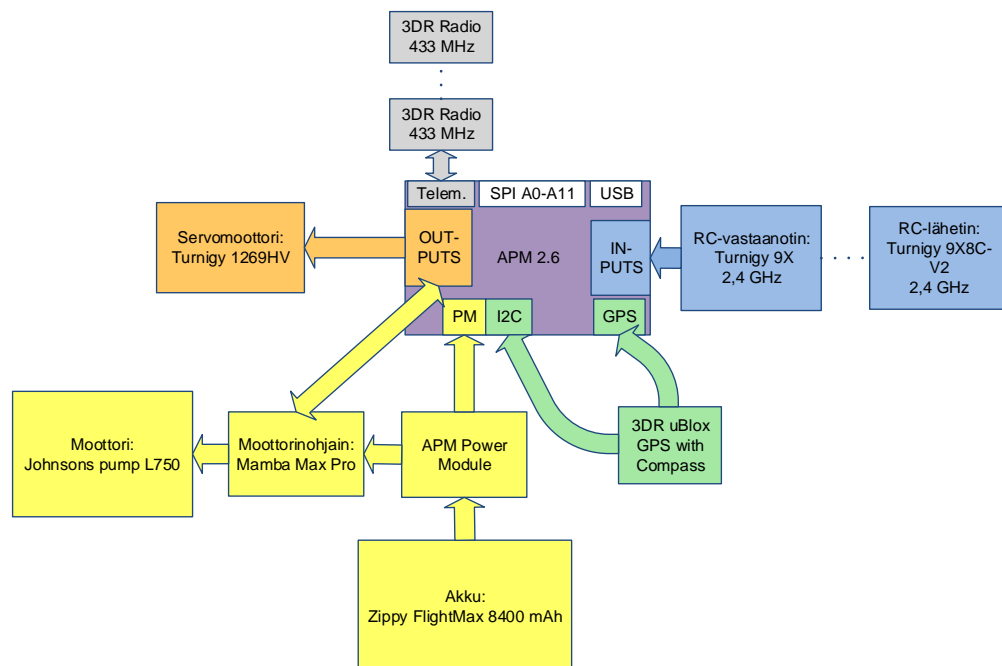 3DR Radio
433 MHz
3DR Radio
433 MHz
Telem.
SPI A0-A11
USB
Servomoottori:
Turnigy 1269HV
OUT-
PUTS
APM 2.6
IN-
PUTS
RC-vastaanotin:
Turnigy 9X
2,4 GHz
RC-lähetin:
Turnigy 9X8C-
V2
2,4 GHz
PM
I2C
GPS
Moottori:
Johnsons pump L750
Moottorinohjain:
Mamba Max Pro
APM Power
Module
3DR uBlox
GPS with
Compass
Akku:
Zippy FlightMax 8400 mAh